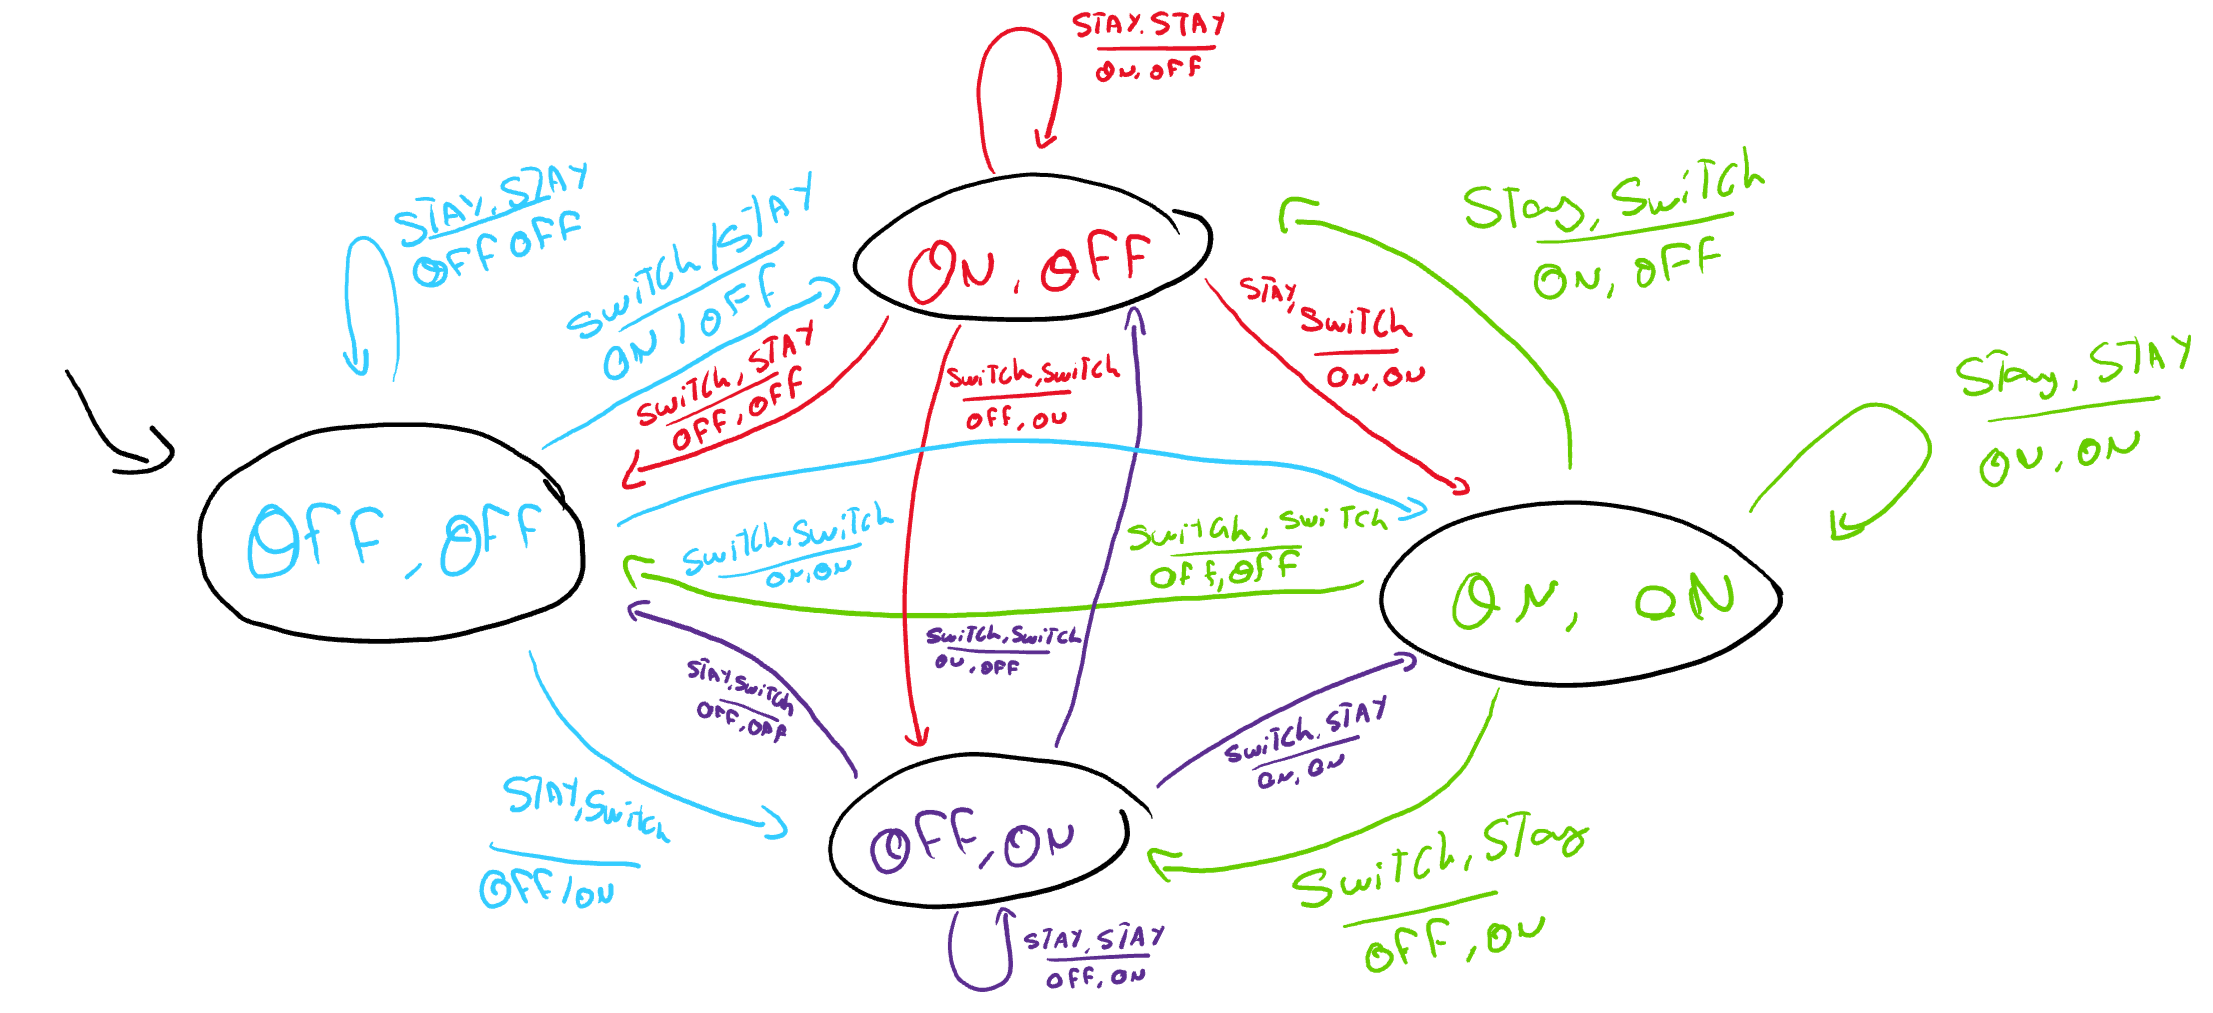 STAY, STAY
ON, OFF
STAY, STAY
OFF OFF
Switch/STAY
ON/OFF
ON, OFF
Stay, Switch
ON, OFF
STAY,
Switch
ON, ON
Switch, STAY
OFF, OFF
Switch, Switch
OFF, ON
Stay, STAY
ON, ON
OFF, OFF
Switch, Switch
ON, ON
Switch, Switch
OFF, OFF
ON, ON
Switch, Switch
ON, OFF
STAY, Switch
OFF, OFF
Switch, STAY
ON, ON
STAY, Switch
OFF/ON
OFF, ON
Switch, Stay
OFF, ON
STAY, STAY
OFF, ON